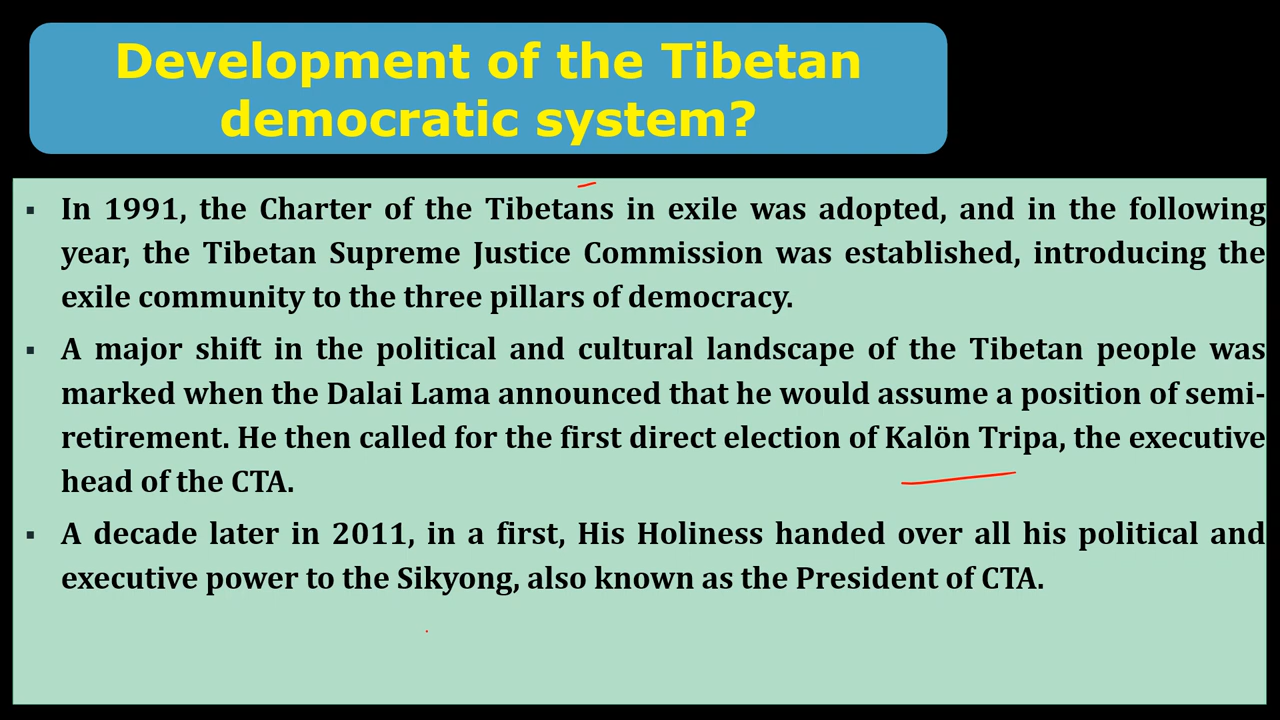 Development of the Tibetan
democratic system?
▪ In 1991, the Charter of the Tibetans in exile was adopted, and in the following
year, the Tibetan Supreme Justice Commission was established, introducing the
exile community to the three pillars of democracy.
▪ A major shift in the political and cultural landscape of the Tibetan people was
marked when the Dalai Lama announced that he would assume a position of semi-
retirement. He then called for the first direct election of Kalön Tripa, the executive
head of the CTA.
▪ A decade later in 2011, in a first, His Holiness handed over all his political and
executive power to the Sikyong, also known as the President of CTA.